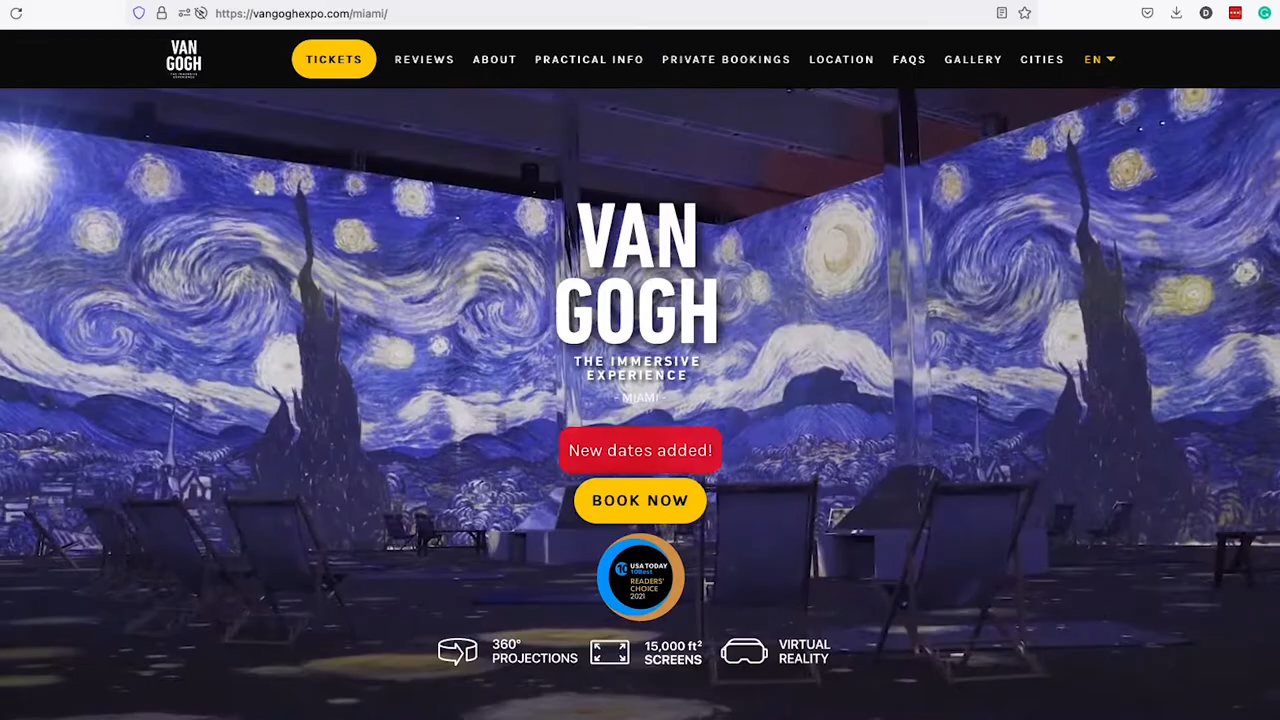 https://vangoghexpo.com/miami/
VAN
GOGH
TICKETS
REVIEWS
ABOUT
PRACTICAL INFO
PRIVATE BOOKINGS
LOCATION
FAQS
GALLERY
CITIES
EN
VAN
GOGH
THE IMMERSIVE
EXPERIENCE
- MIAMI -
New dates added!
BOOK NOW
10
USA TODAY
10Best
READERS'
CHOICE
2021
360°
PROJECTIONS
15,000 ft²
SCREENS
VIRTUAL
REALITY